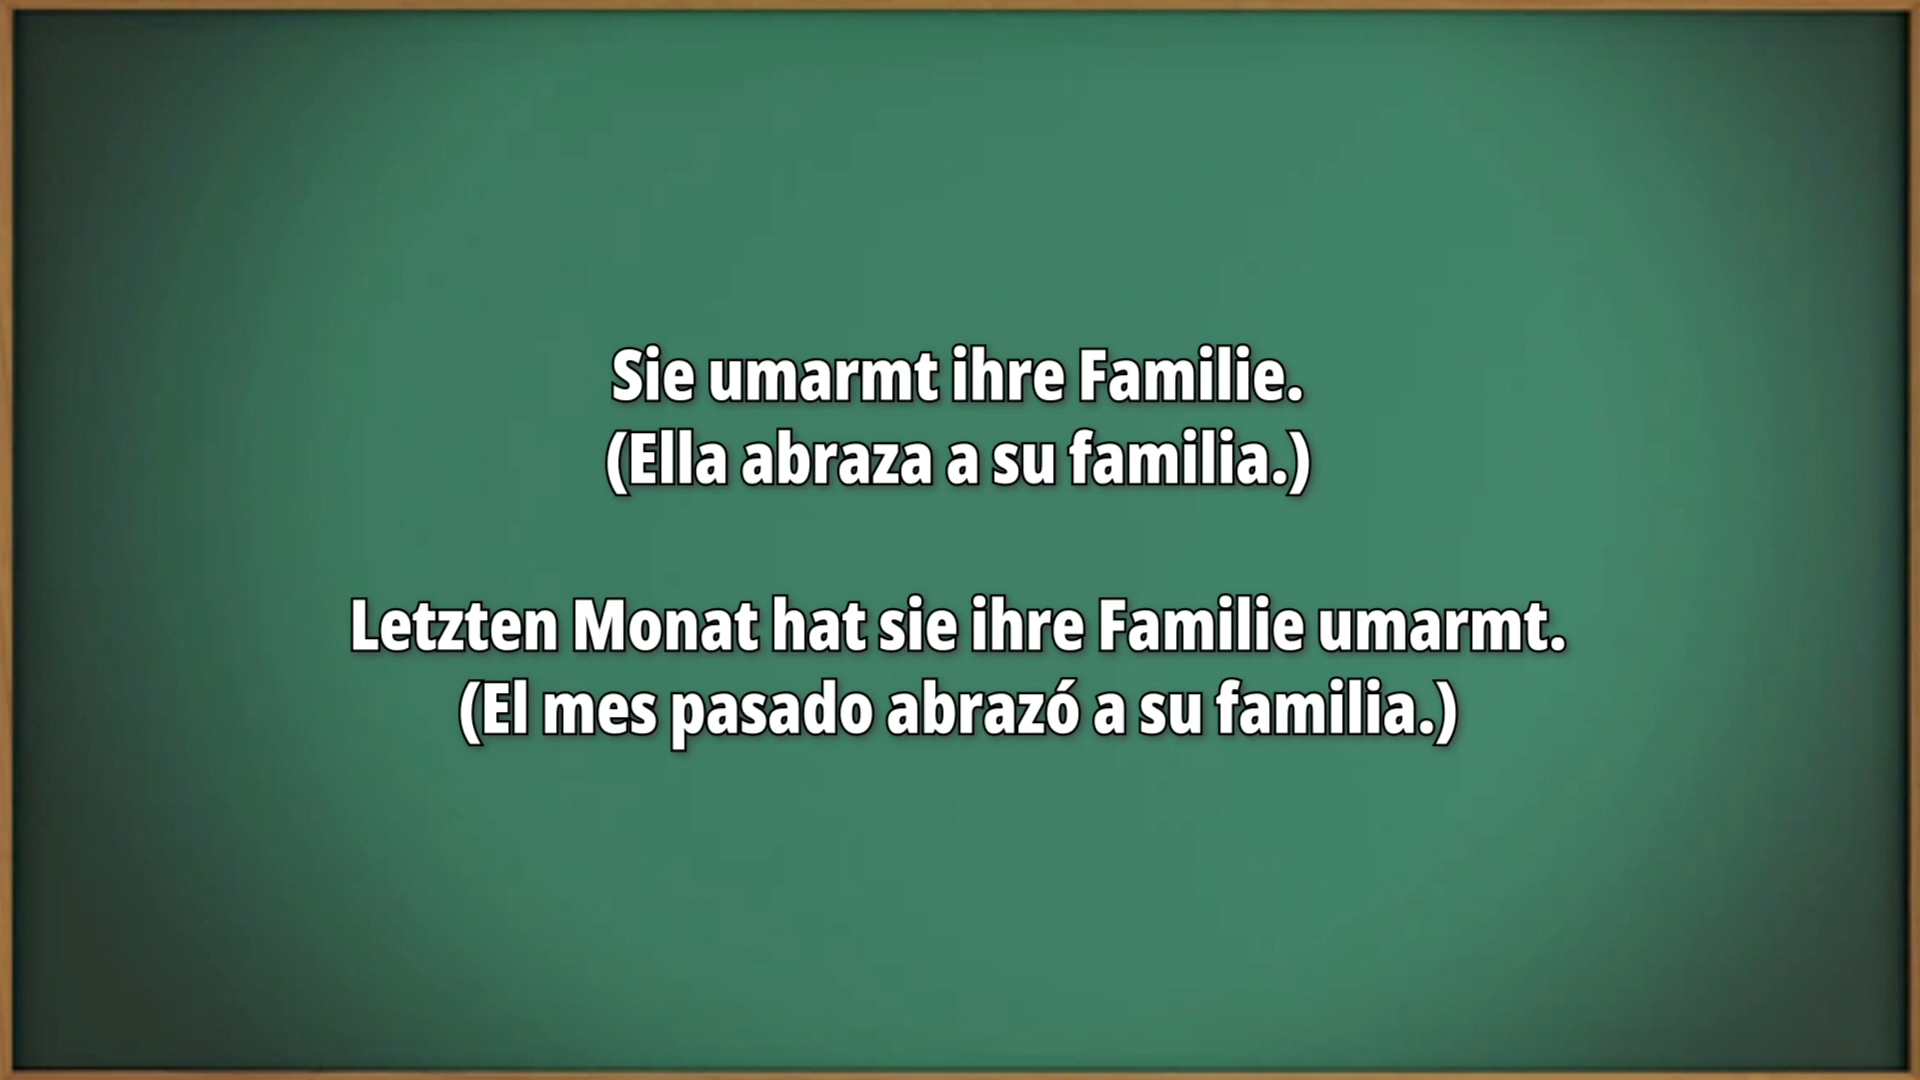 Sie umarmt ihre Familie.
(Ella abraza a su familia.)
Letzten Monat hat sie ihre Familie umarmt.
(El mes pasado abrazó a su familia.)